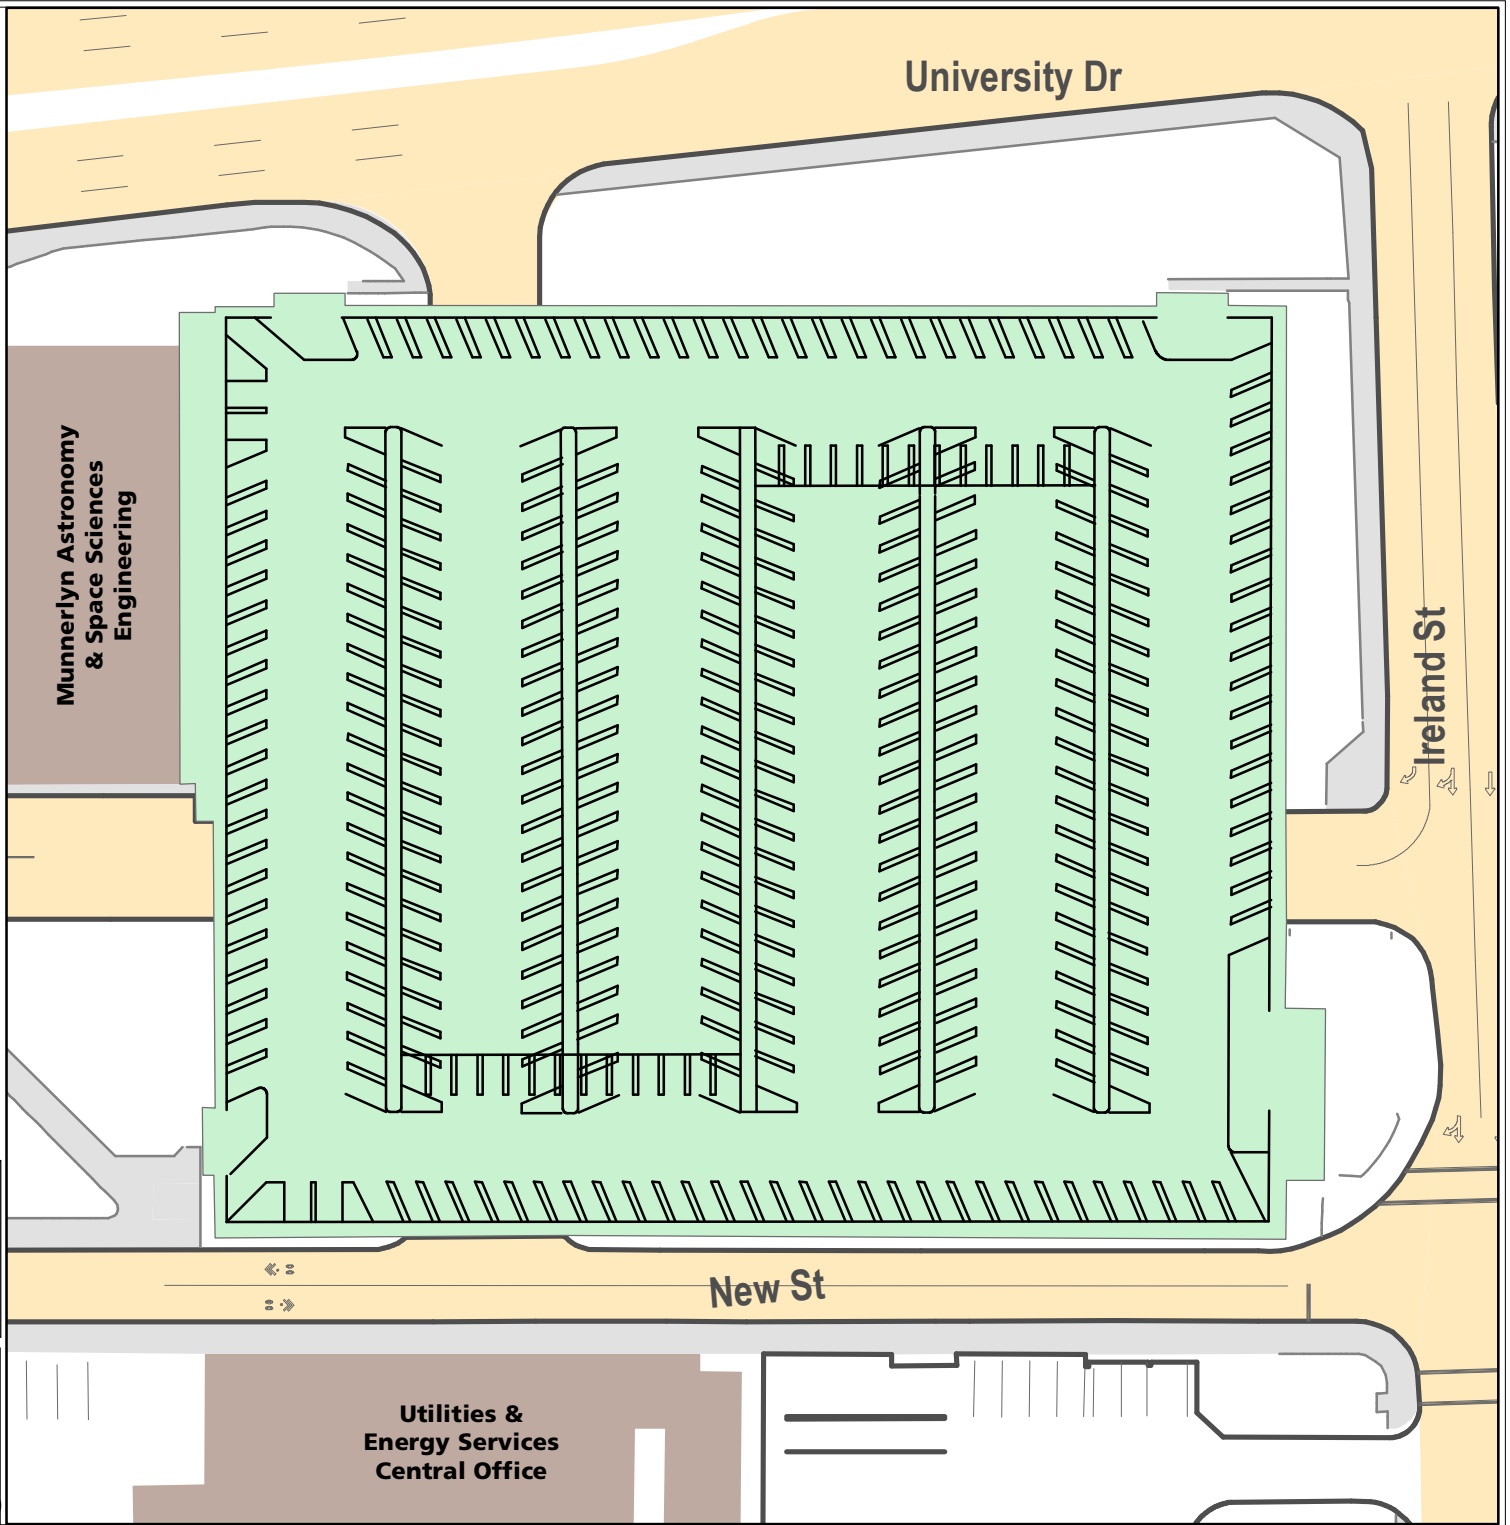 University Dr
Munnerlyn Astronomy
& Space Sciences
Engineering
Ireland St
New St
Utilities &
Energy Services
Central Office